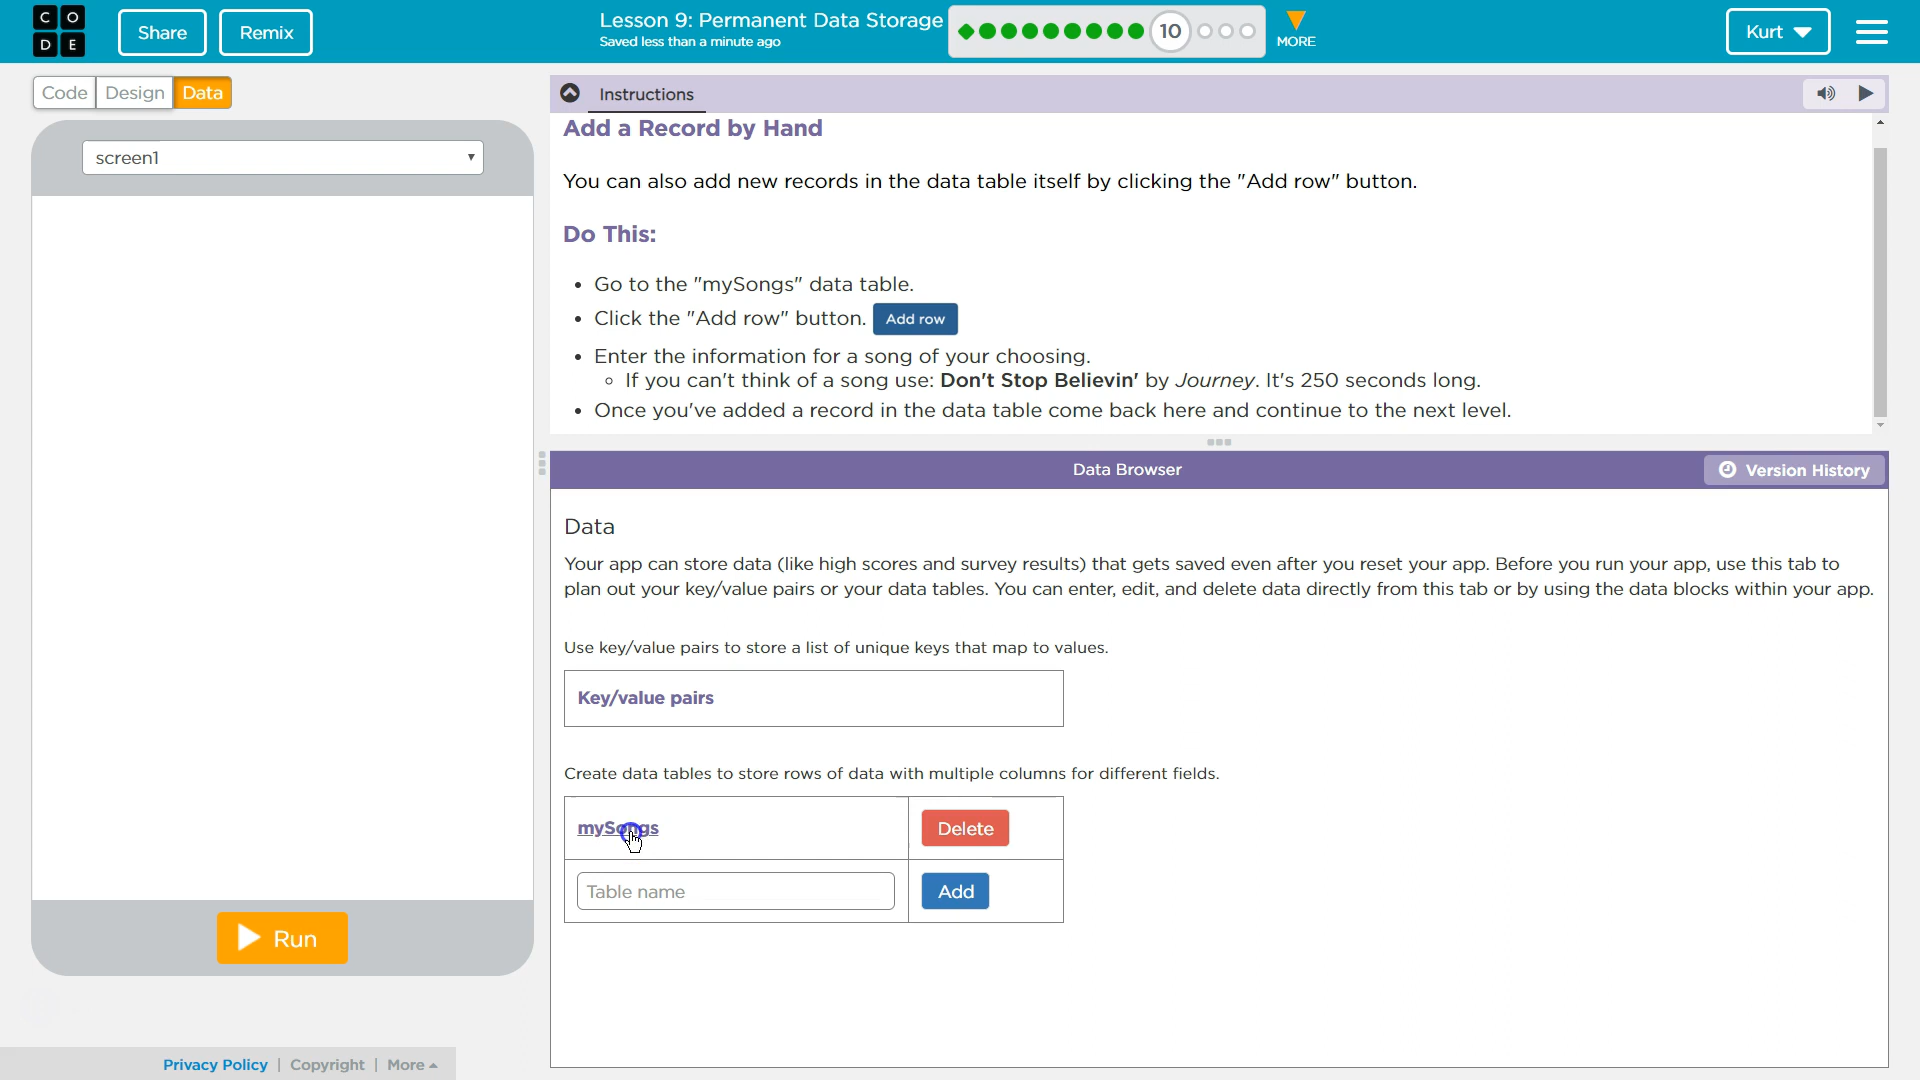 C O
D E
Share
Remix
Lesson 9: Permanent Data Storage
Saved less than a minute ago
10
MORE
Kurt
Code
Design
Data
Instructions
screen1
Add a Record by Hand
You can also add new records in the data table itself by clicking the "Add row" button.
Do This:
• Go to the "mySongs" data table.
• Click the "Add row" button. Add row
• Enter the information for a song of your choosing.
◦ If you can't think of a song use: Don't Stop Believin' by Journey. It's 250 seconds long.
• Once you've added a record in the data table come back here and continue to the next level.
Data Browser
Version History
Data
Your app can store data (like high scores and survey results) that gets saved even after you reset your app. Before you run your app, use this tab to
plan out your key/value pairs or your data tables. You can enter, edit, and delete data directly from this tab or by using the data blocks within your app.
Use key/value pairs to store a list of unique keys that map to values.
Key/value pairs
Create data tables to store rows of data with multiple columns for different fields.
mySongs
Delete
Table name
Add
Run
Privacy Policy | Copyright | More